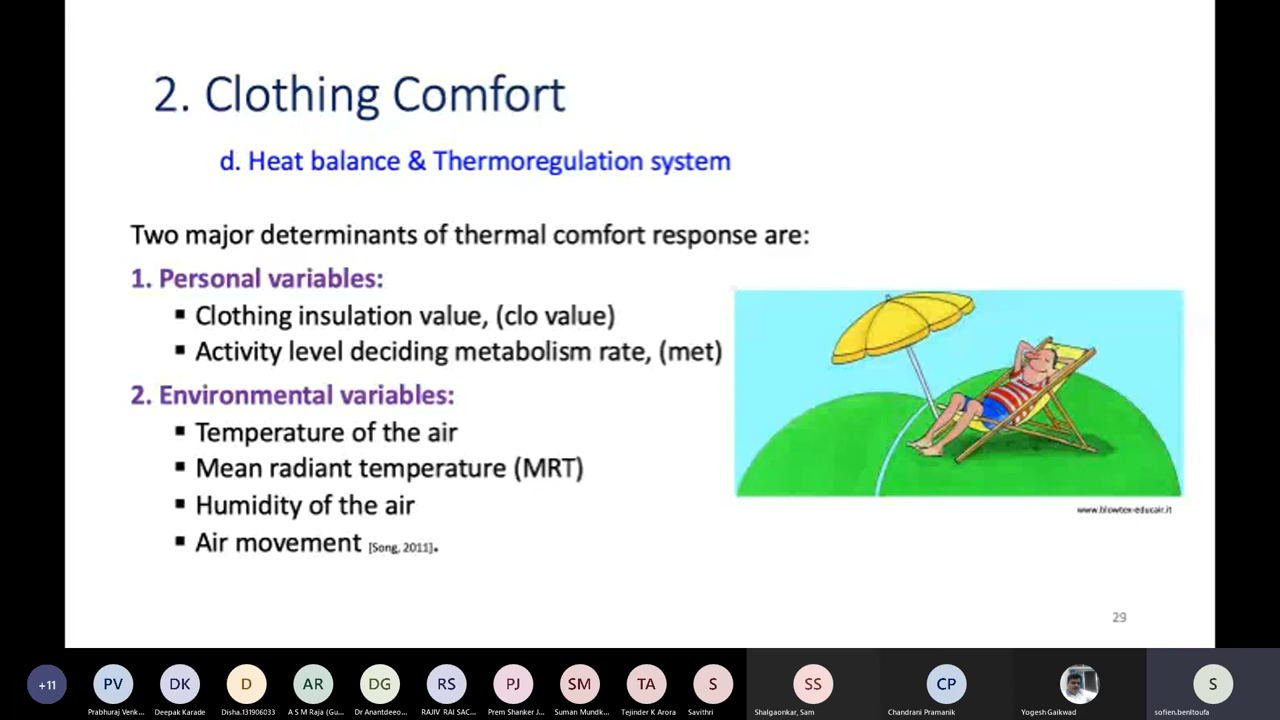 2. Clothing Comfort
d. Heat balance & Thermoregulation system
Two major determinants of thermal comfort response are:
1. Personal variables:
▪ Clothing insulation value, (clo value)
▪ Activity level deciding metabolism rate, (met)
2. Environmental variables:
▪ Temperature of the air
▪ Mean radiant temperature (MRT)
▪ Humidity of the air
▪ Air movement [Song, 2011].
www.blowtex-educair.it
29
+11 PV DK D AR DG RS PJ SM TA S SS CP S
Prabhuraj Venk... Deepak Karade Disha.131906033 A S M Raja (Gu... Dr Anantdeeo... RAJIV RAI SAC... Prem Shanker J... Suman Mundk... Tejinder K Arora Savithri Shalgaonkar, Sam Chandrani Pramanik Yogesh Gaikwad sofien.benltoufa